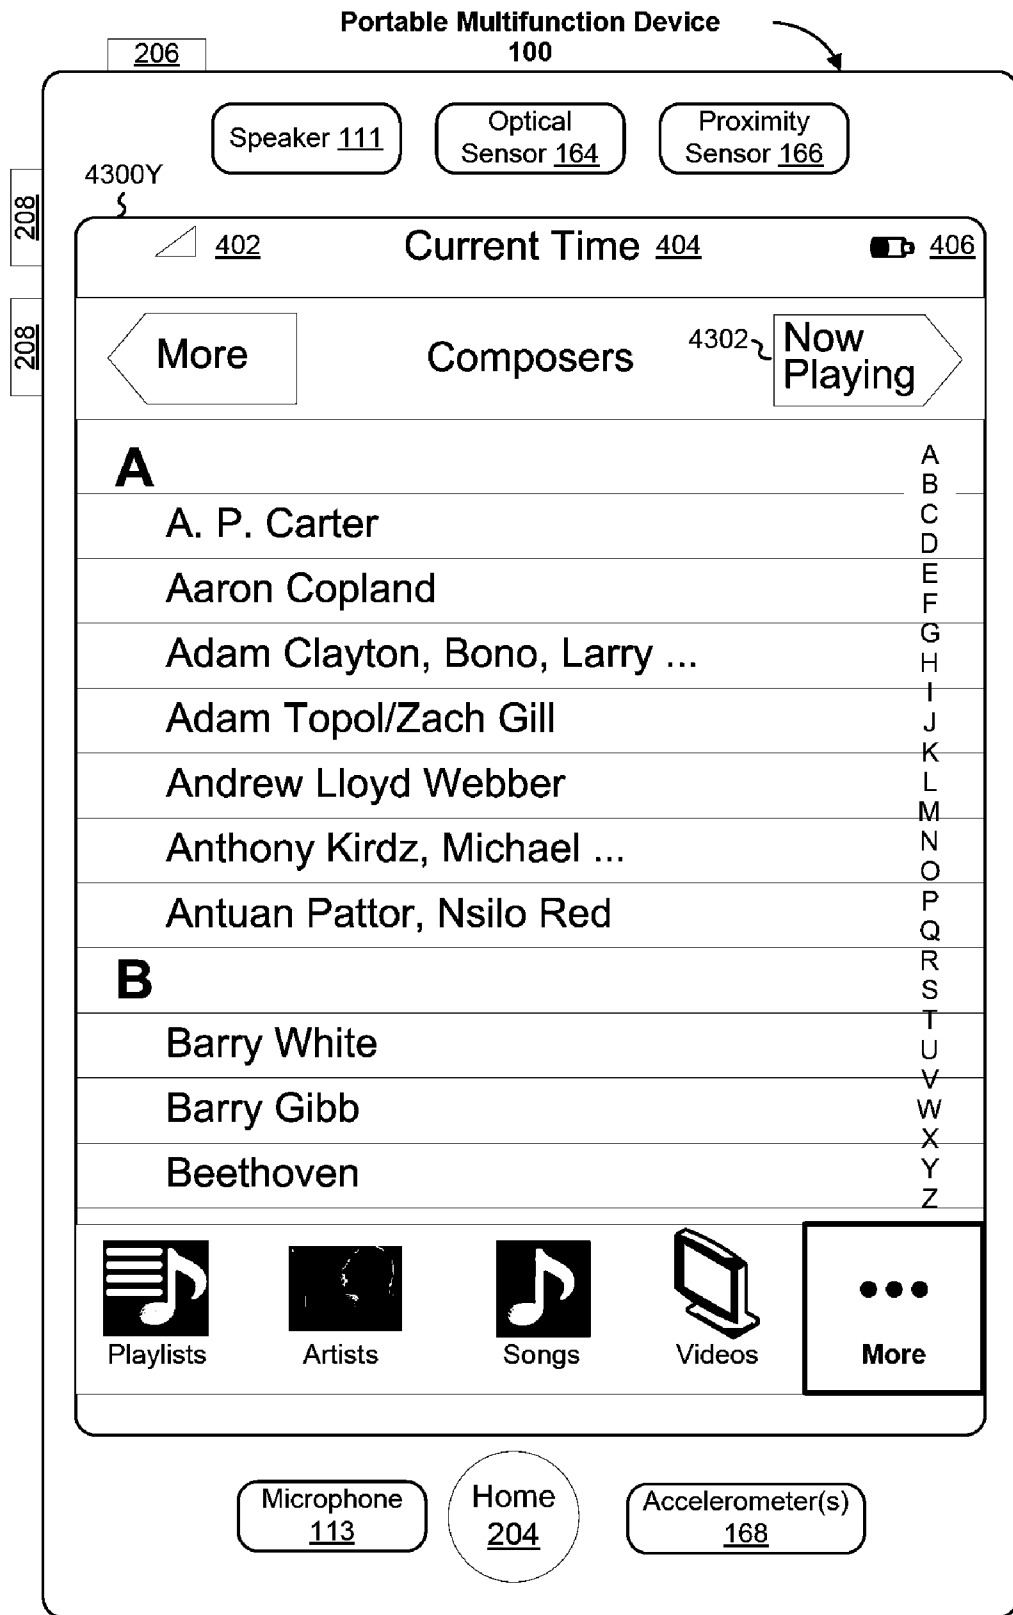 Portable Multifunction Device
100
206
Speaker 111
Optical
Sensor 164
Proximity
Sensor 166
4300Y
208
208
402
Current Time 404
406
More
Composers
4302
Now
Playing
A
A. P. Carter
Aaron Copland
Adam Clayton, Bono, Larry ...
Adam Topol/Zach Gill
Andrew Lloyd Webber
Anthony Kirdz, Michael ...
Antuan Pattor, Nsilo Red
B
Barry White
Barry Gibb
Beethoven
A
B
C
D
E
F
G
H
I
J
K
L
M
N
O
P
Q
R
S
T
U
V
W
X
Y
Z
Playlists
Artists
Songs
Videos
More
Microphone
113
Home
204
Accelerometer(s)
168